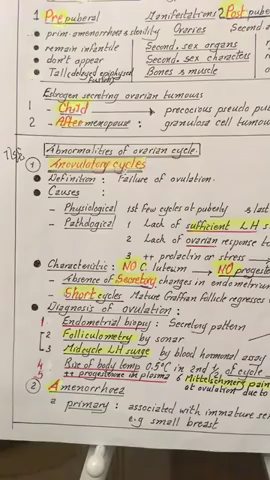 1 Prepuberal Manifestations 2 Postpuberal
• prim. amenorrhea & sterility Ovaries Second.
• remain infantile Second. sex organs
• don't appear Second. sex characters
• Tall delayed epiphyseal Bones & muscle
Estrogen secreting ovarian tumours
1 - Child → precocious pseudo pu
2 - After menopause : granulosa cell tumou
Abnormalities of ovarian cycle.
① Anovulatory cycles
• Definition : Failure of ovulation.
• Causes
- Physiological 1st few cycles at puberty & last
- Pathological 1 Lack of sufficient LH s
2 Lack of ovarian response to
3 ++ prolactin or stress →
• Characteristic : NO C. luteum → NO progest
- Absence of Secretory changes in endometrium
- Short cycles Mature Graffian follicle regresses
• Diagnosis of ovulation :
1 Endometrial biopsy : Secretory pattern
2 Folliculometry by sonar
3 Midcycle LH surge by blood hormonal assay
4 Rise of body temp 0.5°C in 2nd ½ of cycle
5 ++ progesterone in plasma 6 Mittelschmerz pain
at ovulation due to
② Amenorrhoea
a primary : associated with immature se
e.g small breast